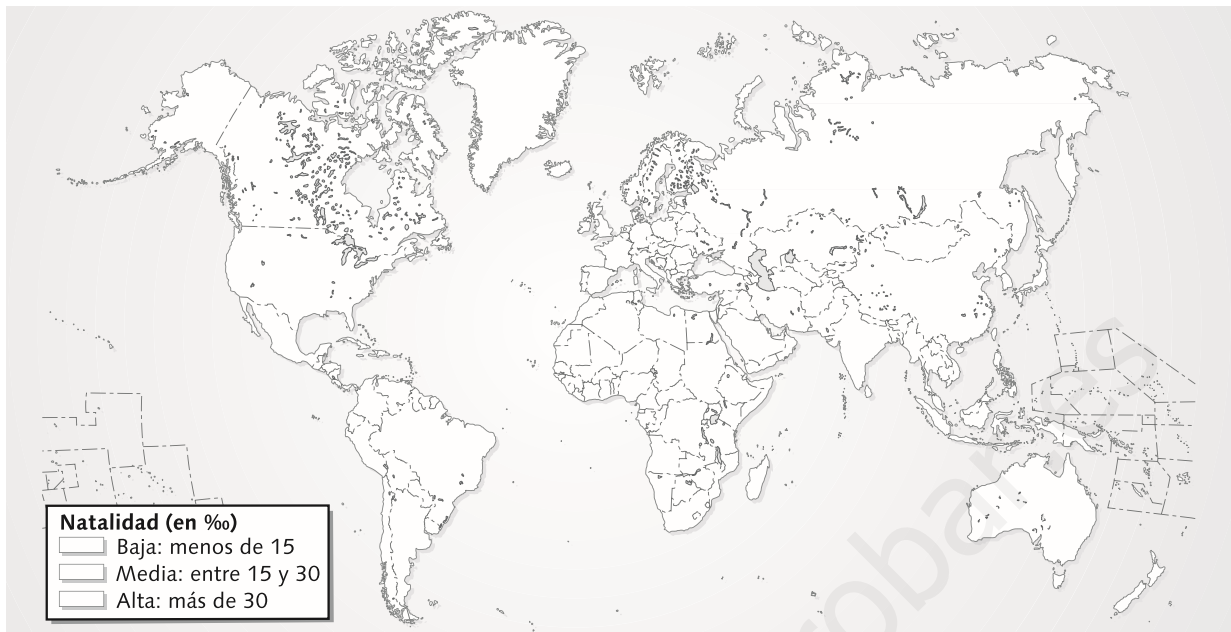 Natalidad (en ‰)
Baja: menos de 15
Media: entre 15 y 30
Alta: más de 30